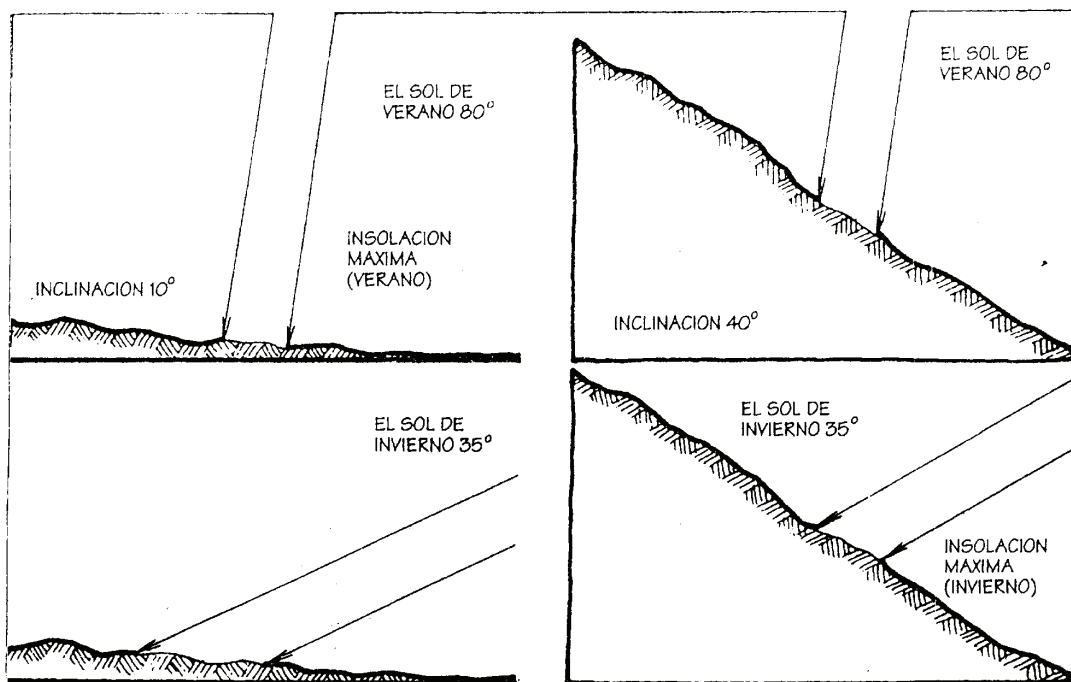 EL SOL DE
VERANO 80°
INSOLACION
MAXIMA
(VERANO)
INCLINACION 10°
EL SOL DE
VERANO 80°
INCLINACION 40°
EL SOL DE
INVIERNO 35°
EL SOL DE
INVIERNO 35°
INSOLACION
MAXIMA
(INVIERNO)